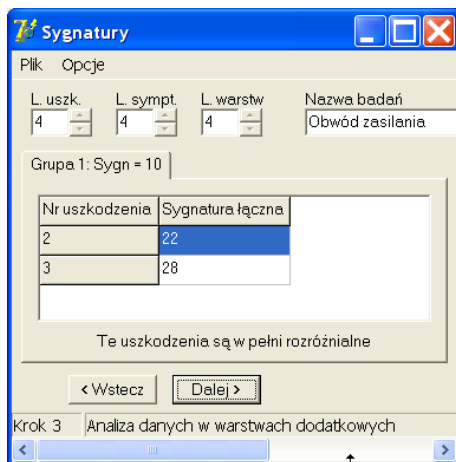 Sygnatury
Plik Opcje
L. uszk. L. sympt. L. warstw Nazwa badań
4 4 4 Obwód zasilania
Grupa 1: Sygn = 10
Nr uszkodzenia Sygnatura łączna
2 22
3 28
Te uszkodzenia są w pełni rozróżnialne
< Wstecz Dalej >
Krok 3 Analiza danych w warstwach dodatkowych